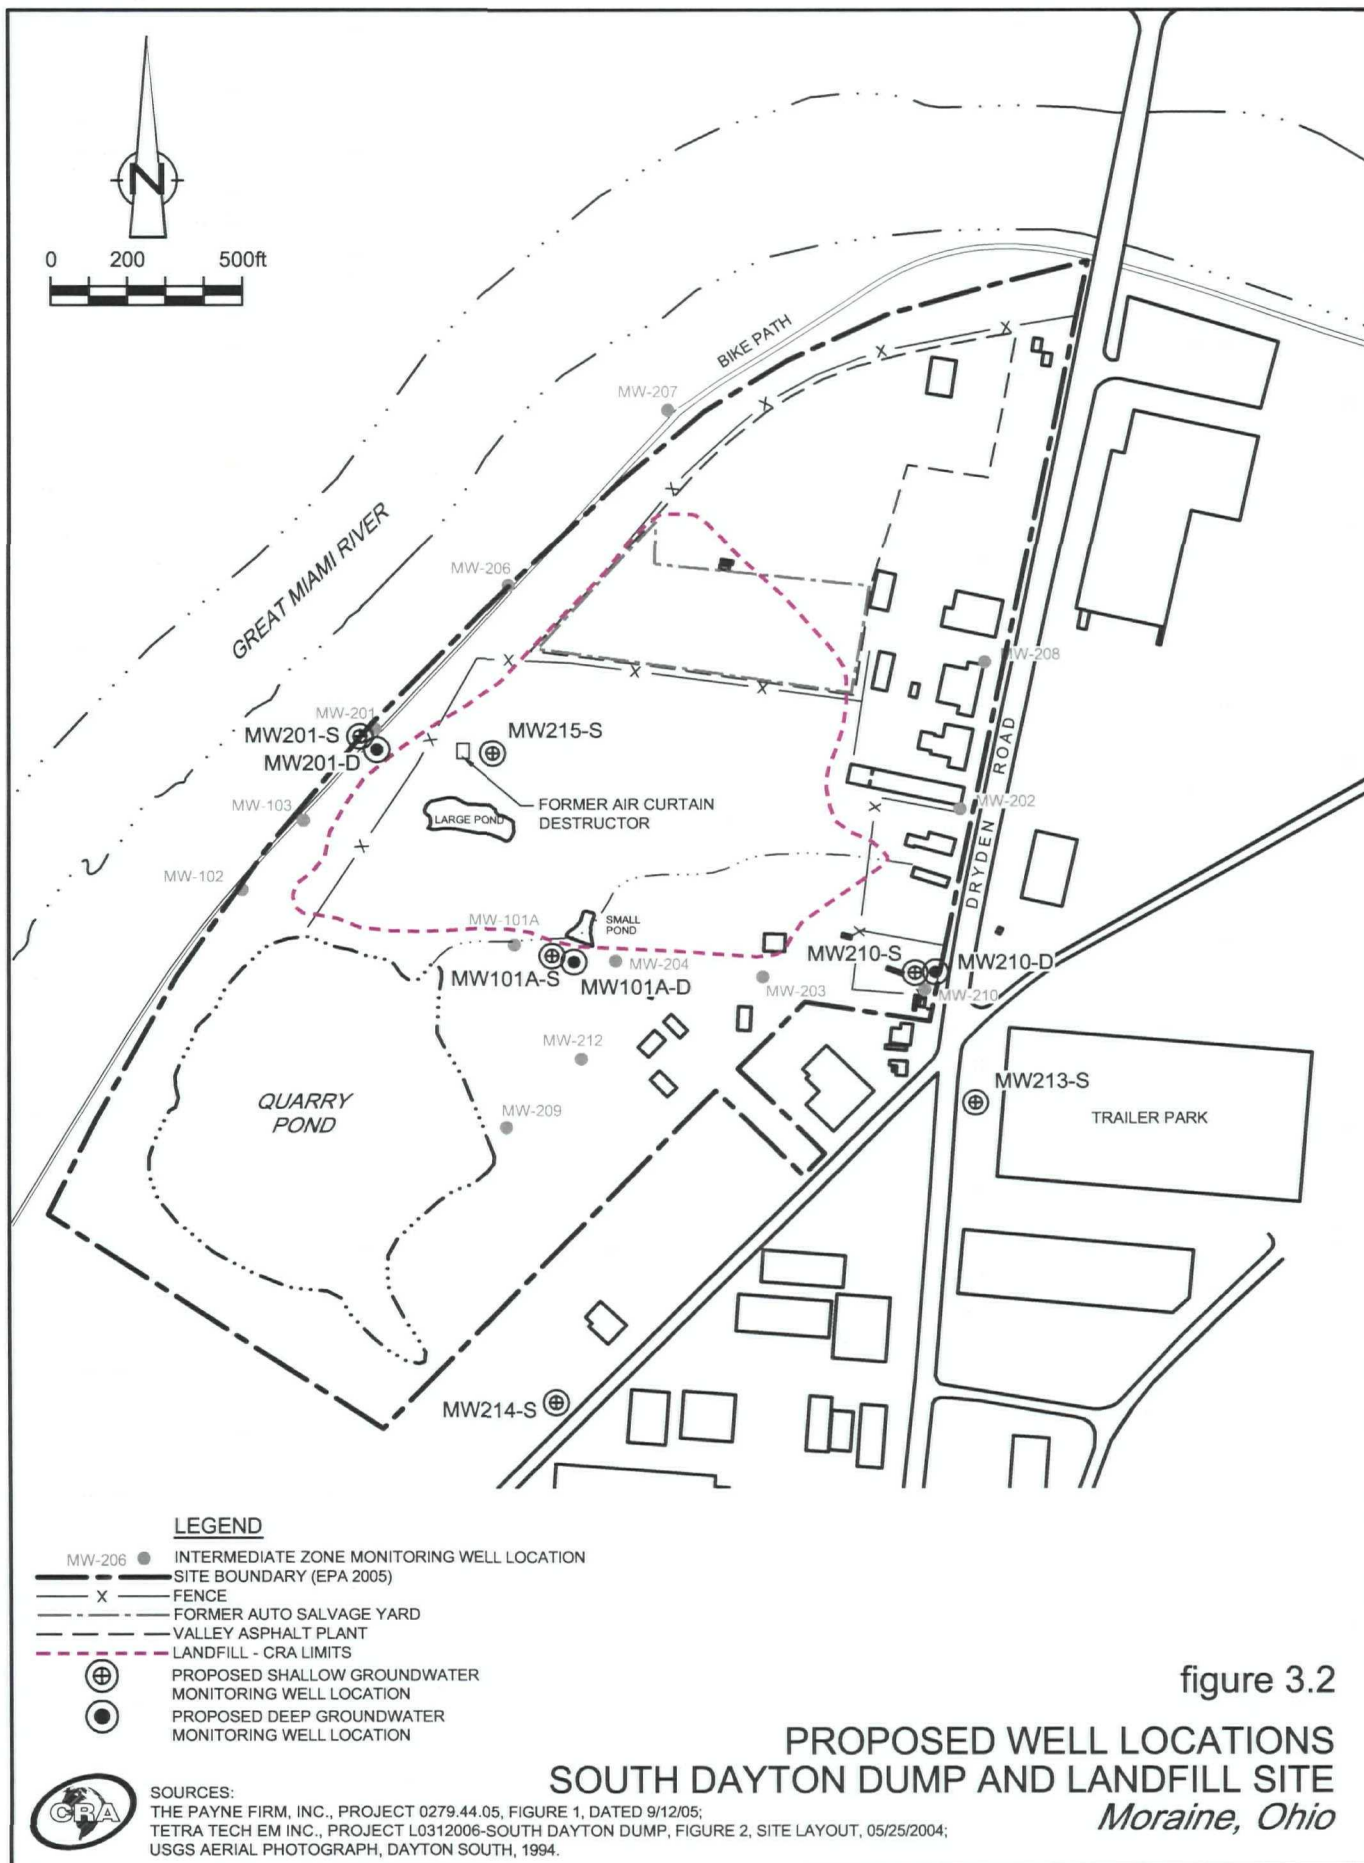 N
0 200 500ft
BIKE PATH
MW-207
GREAT MIAMI RIVER
MW-206
MW-208
MW-201
MW201-S
MW201-D
MW215-S
DRYDEN ROAD
MW-103
FORMER AIR CURTAIN
DESTRUCTOR
LARGE POND
MW-202
MW-102
MW-101A
SMALL
POND
MW101A-S
MW101A-D
MW-204
MW-203
MW210-S
MW210-D
MW-210
MW-212
MW-209
QUARRY
POND
MW213-S
TRAILER PARK
MW214-S
LEGEND
MW-206 INTERMEDIATE ZONE MONITORING WELL LOCATION
SITE BOUNDARY (EPA 2005)
X FENCE
FORMER AUTO SALVAGE YARD
VALLEY ASPHALT PLANT
LANDFILL - CRA LIMITS
PROPOSED SHALLOW GROUNDWATER
MONITORING WELL LOCATION
PROPOSED DEEP GROUNDWATER
MONITORING WELL LOCATION
figure 3.2
PROPOSED WELL LOCATIONS
SOUTH DAYTON DUMP AND LANDFILL SITE
Moraine, Ohio
CRA
SOURCES:
THE PAYNE FIRM, INC., PROJECT 0279.44.05, FIGURE 1, DATED 9/12/05;
TETRA TECH EM INC., PROJECT L0312006-SOUTH DAYTON DUMP, FIGURE 2, SITE LAYOUT, 05/25/2004;
USGS AERIAL PHOTOGRAPH, DAYTON SOUTH, 1994.